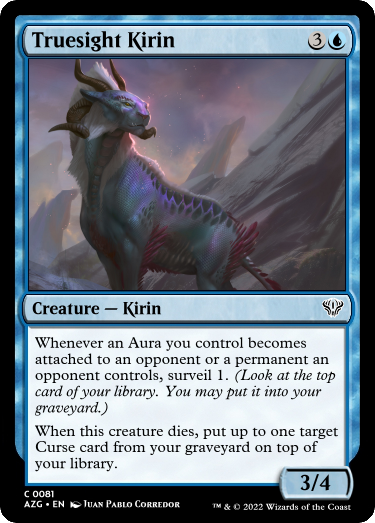 Truesight Kirin 3
Creature — Kirin
Whenever an Aura you control becomes
attached to an opponent or a permanent an
opponent controls, surveil 1. (Look at the top
card of your library. You may put it into your
graveyard.)
When this creature dies, put up to one target
Curse card from your graveyard on top of
your library.
3/4
C 0081
AZG • EN Juan Pablo Corredor ™ & © 2022 Wizards of the Coast